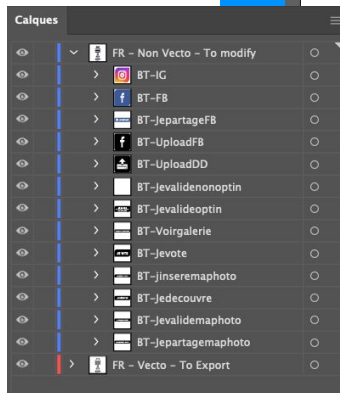 Calques
FR – Non Vecto – To modify
BT-IG
BT-FB
BT-JepartageFB
BT-UploadFB
BT-UploadDD
BT-Jevalidenonoptin
BT-Jevalideoptin
BT-Voirgalerie
BT-Jevote
BT-jinseremaphoto
BT-Jedecouvre
BT-Jevalidemaphoto
BT-Jepartagemaphoto
FR – Vecto – To Export